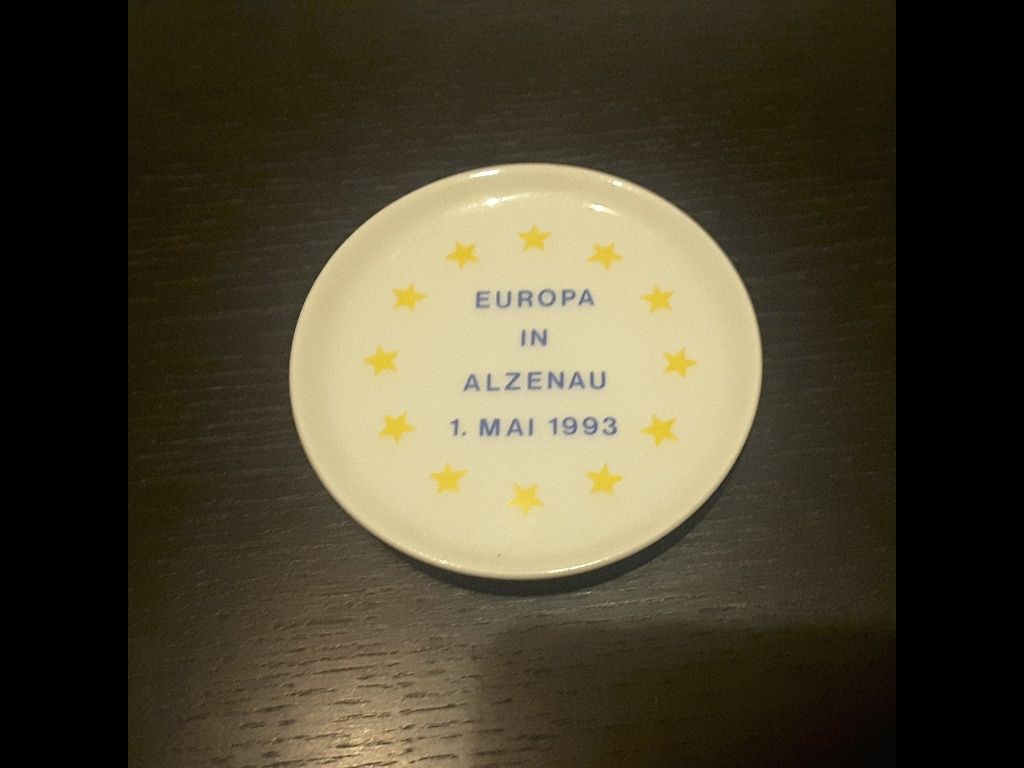 EUROPA
IN
ALZENAU
1. MAI 1993